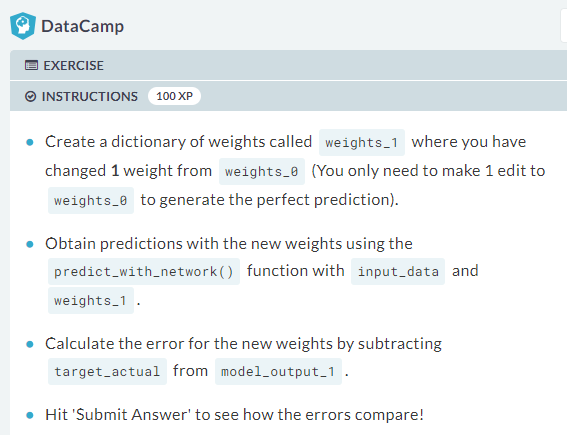 DataCamp
EXERCISE
INSTRUCTIONS 100 XP
Create a dictionary of weights called weights_1 where you have
changed 1 weight from weights_0 (You only need to make 1 edit to
weights_0 to generate the perfect prediction).
Obtain predictions with the new weights using the
predict_with_network() function with input_data and
weights_1 .
Calculate the error for the new weights by subtracting
target_actual from model_output_1 .
Hit 'Submit Answer' to see how the errors compare!